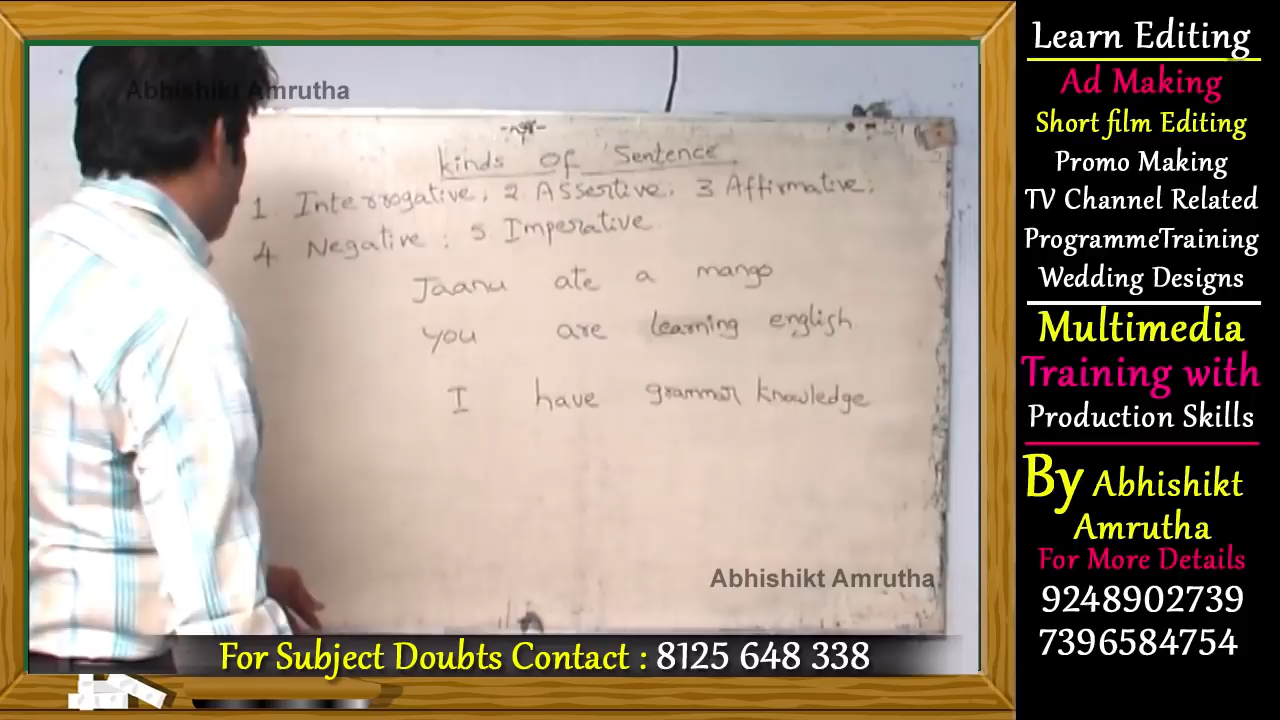 Abhishikt Amrutha
Kinds of Sentence
1. Interrogative; 2. Assertive; 3 Affirmative;
4 Negative; 5. Imperative.
Jaanu ate a mango
You are learning english
I have grammar knowledge
Abhishikt Amrutha
For Subject Doubts Contact : 8125 648 338
Learn Editing
Ad Making
Short film Editing
Promo Making
TV Channel Related
ProgrammeTraining
Wedding Designs
Multimedia
Training with
Production Skills
By Abhishikt
Amrutha
For More Details
9248902739
7396584754